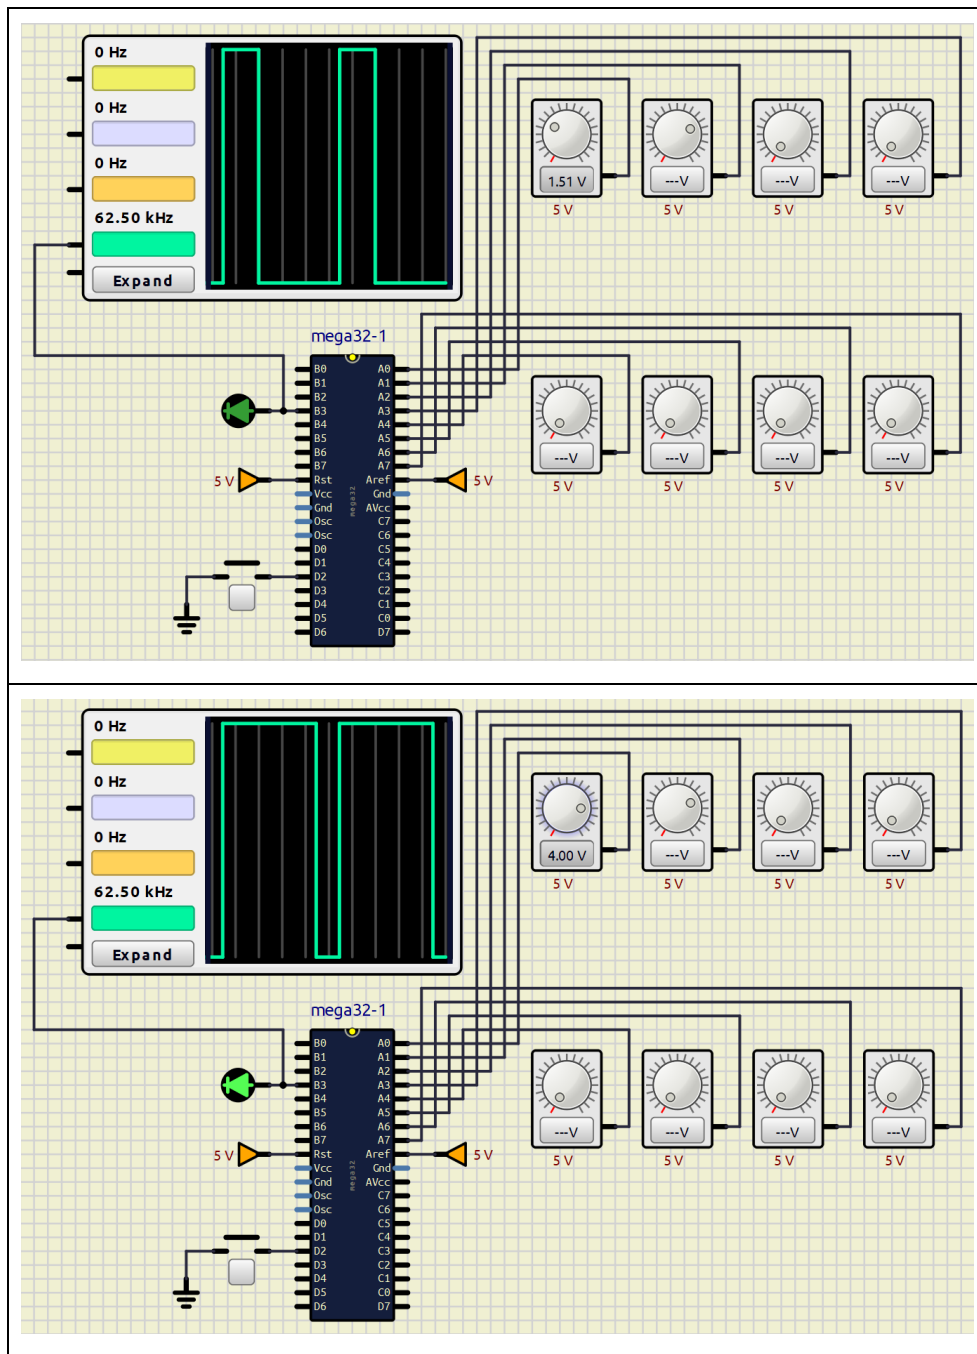 0 Hz
0 Hz
0 Hz
62.50 kHz
Expand
1.51 V
---V
---V
---V
5 V
5 V
5 V
5 V
mega32-1
B0 A0
B1 A1
B2 A2
B3 A3
B4 A4
B5 A5
B6 A6
B7 A7
5 V Rst Aref 5 V
Vcc Gnd
Gnd AVcc
Osc C7
Osc C6
D0 C5
D1 C4
D2 C3
D3 C2
D4 C1
D5 C0
D6 D7
mega32
---V
---V
---V
---V
5 V
5 V
5 V
5 V
0 Hz
0 Hz
0 Hz
62.50 kHz
Expand
4.00 V
---V
---V
---V
5 V
5 V
5 V
5 V
mega32-1
B0 A0
B1 A1
B2 A2
B3 A3
B4 A4
B5 A5
B6 A6
B7 A7
5 V Rst Aref 5 V
Vcc Gnd
Gnd AVcc
Osc C7
Osc C6
D0 C5
D1 C4
D2 C3
D3 C2
D4 C1
D5 C0
D6 D7
mega32
---V
---V
---V
---V
5 V
5 V
5 V
5 V